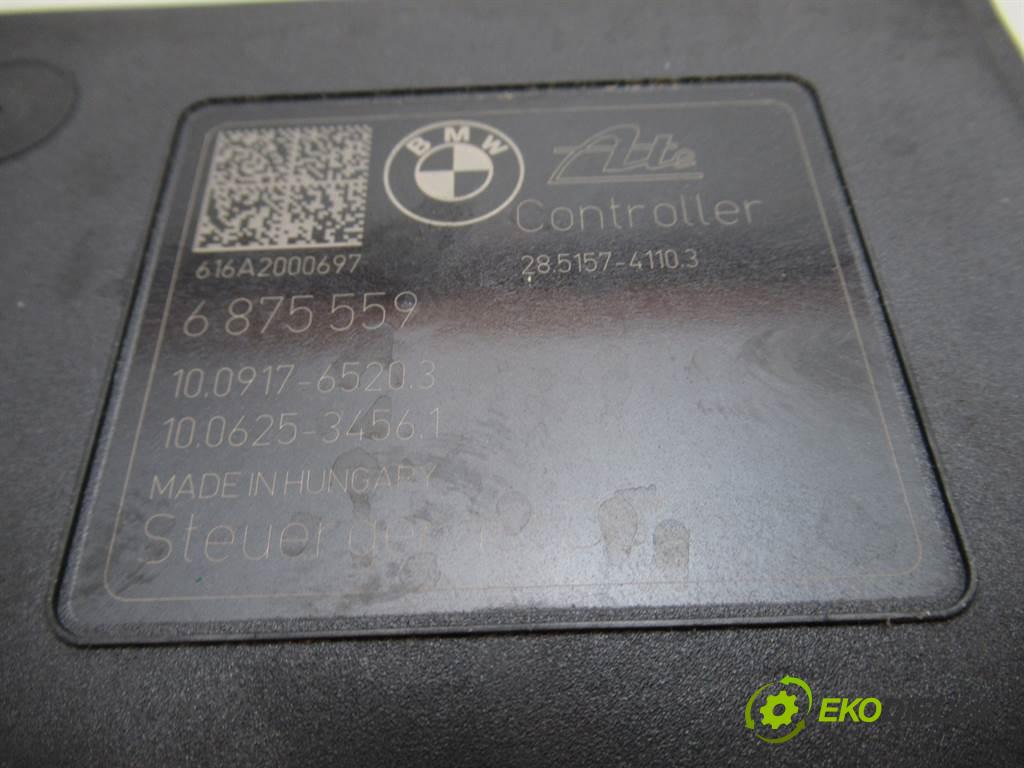 BMW
Ate
Controller
616A2000697
28.5157-4110.3
6 875 559
10.0917-6520.3
10.0625-3456.1
MADE IN HUNGARY
EKO